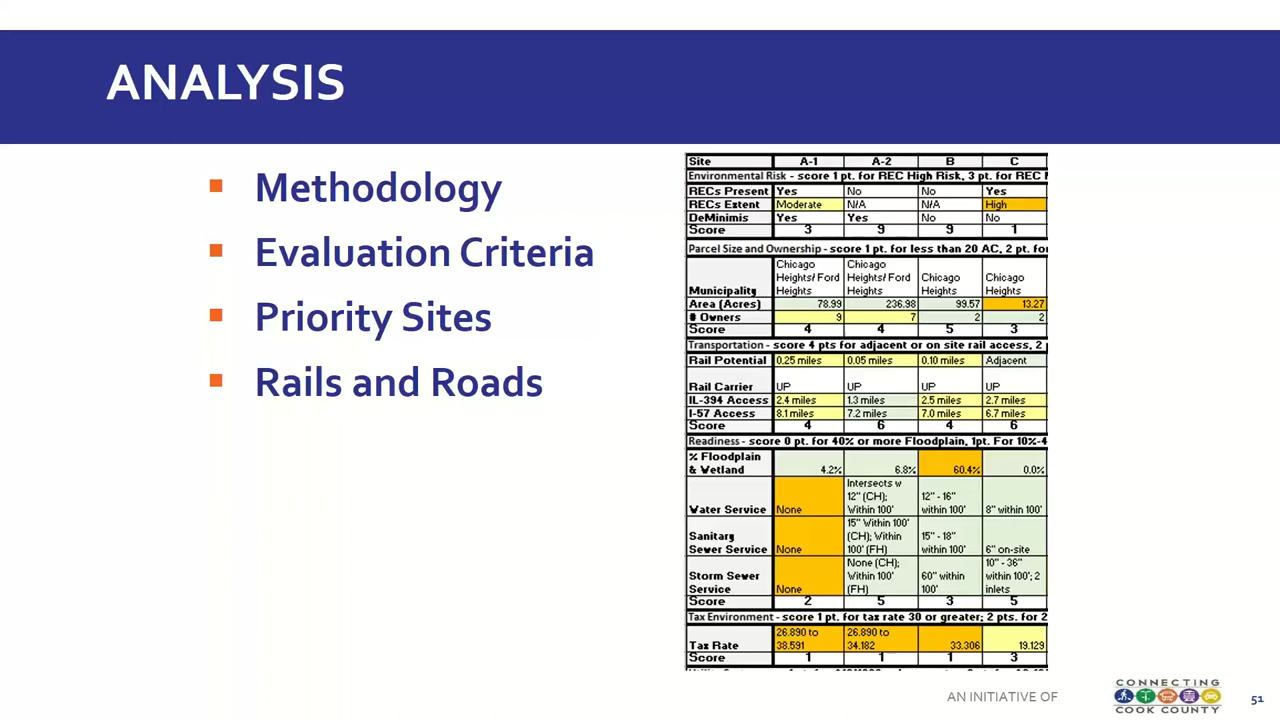 ANALYSIS
Methodology
Evaluation Criteria
Priority Sites
Rails and Roads
Site A-1 A-2 B C
Environmental Risk - score 1 pt. for REC High Risk, 3 pt. for REC
RECs Present Yes No No Yes
RECs Extent Moderate N/A N/A High
DeMinimis Yes Yes No No
Score 3 9 9 1
Parcel Size and Ownership - score 1 pt. for less than 20 AC, 2 pt. for
Municipality Chicago Heights/ Ford Heights Chicago Heights/ Ford Heights Chicago Heights Chicago Heights
Area (Acres) 78.99 236.98 99.57 13.27
# Owners 9 7 2 2
Score 4 4 5 3
Transportation - score 4 pts for adjacent or on site rail access, 2
Rail Potential 0.25 miles 0.05 miles 0.10 miles Adjacent
Rail Carrier UP UP UP UP
IL-394 Access 2.4 miles 1.3 miles 2.5 miles 2.7 miles
I-57 Access 8.1 miles 7.2 miles 7.0 miles 6.7 miles
Score 4 6 4 6
Readiness - score 0 pt. for 40% or more Floodplain, 1pt. For 10%-4
% Floodplain & Wetland 4.2% 6.8% 60.4% 0.0%
Water Service None Intersects w 12" (CH); Within 100' 12" - 16" within 100' 8" within 100'
Sanitary Sewer Service None 15" Within 100' (CH); Within 100' (FH) 15" - 18" within 100' 6" on-site
Storm Sewer Service None None (CH); Within 100' (FH) 60" within 100' 10" - 36" within 100'; 2 inlets
Score 2 5 3 5
Tax Environment - score 1 pt. for tax rate 30 or greater; 2 pts. for 2
Tax Rate 26.890 to 38.591 26.890 to 34.182 33.306 19.129
Score 1 1 1 3
AN INITIATIVE OF
CONNECTING
COOK COUNTY
51